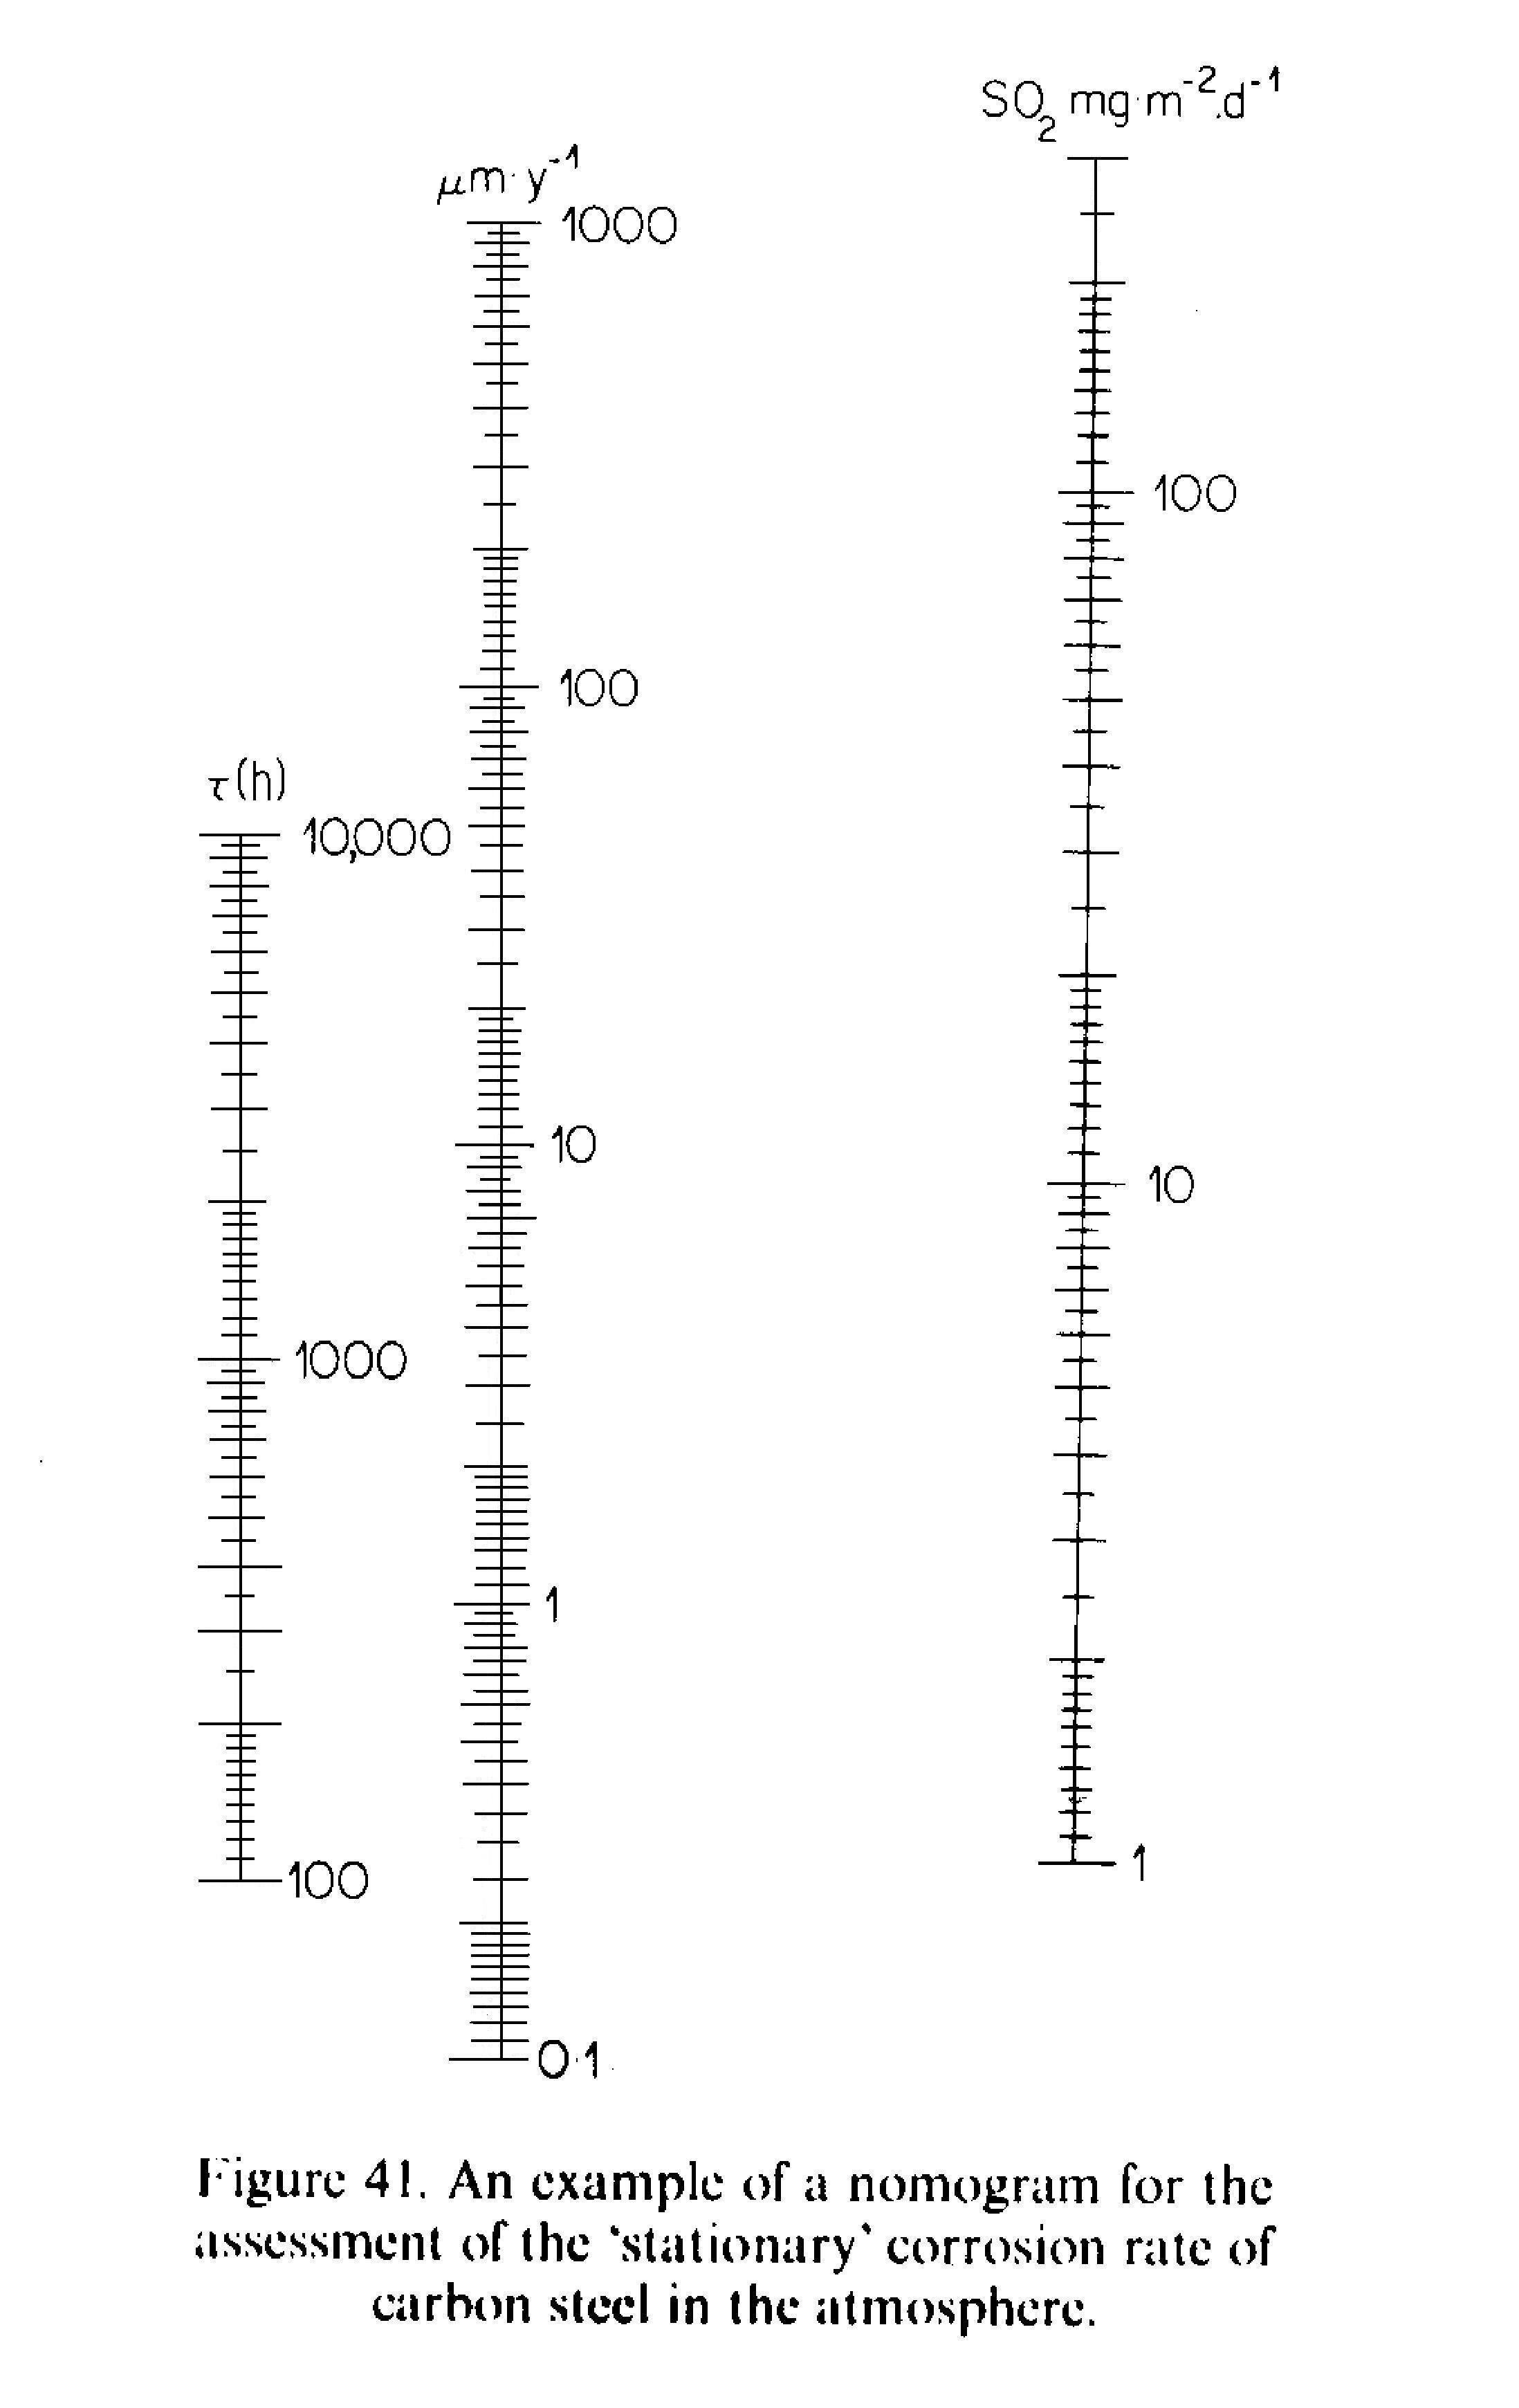 SO₂ mg·m⁻².d⁻¹
μm·y⁻¹
1000
100
τ(h)
10,000
10
1000
10
1
100
1
0·1
100
Figure 41. An example of a nomogram for the
assessment of the 'stationary' corrosion rate of
carbon steel in the atmosphere.